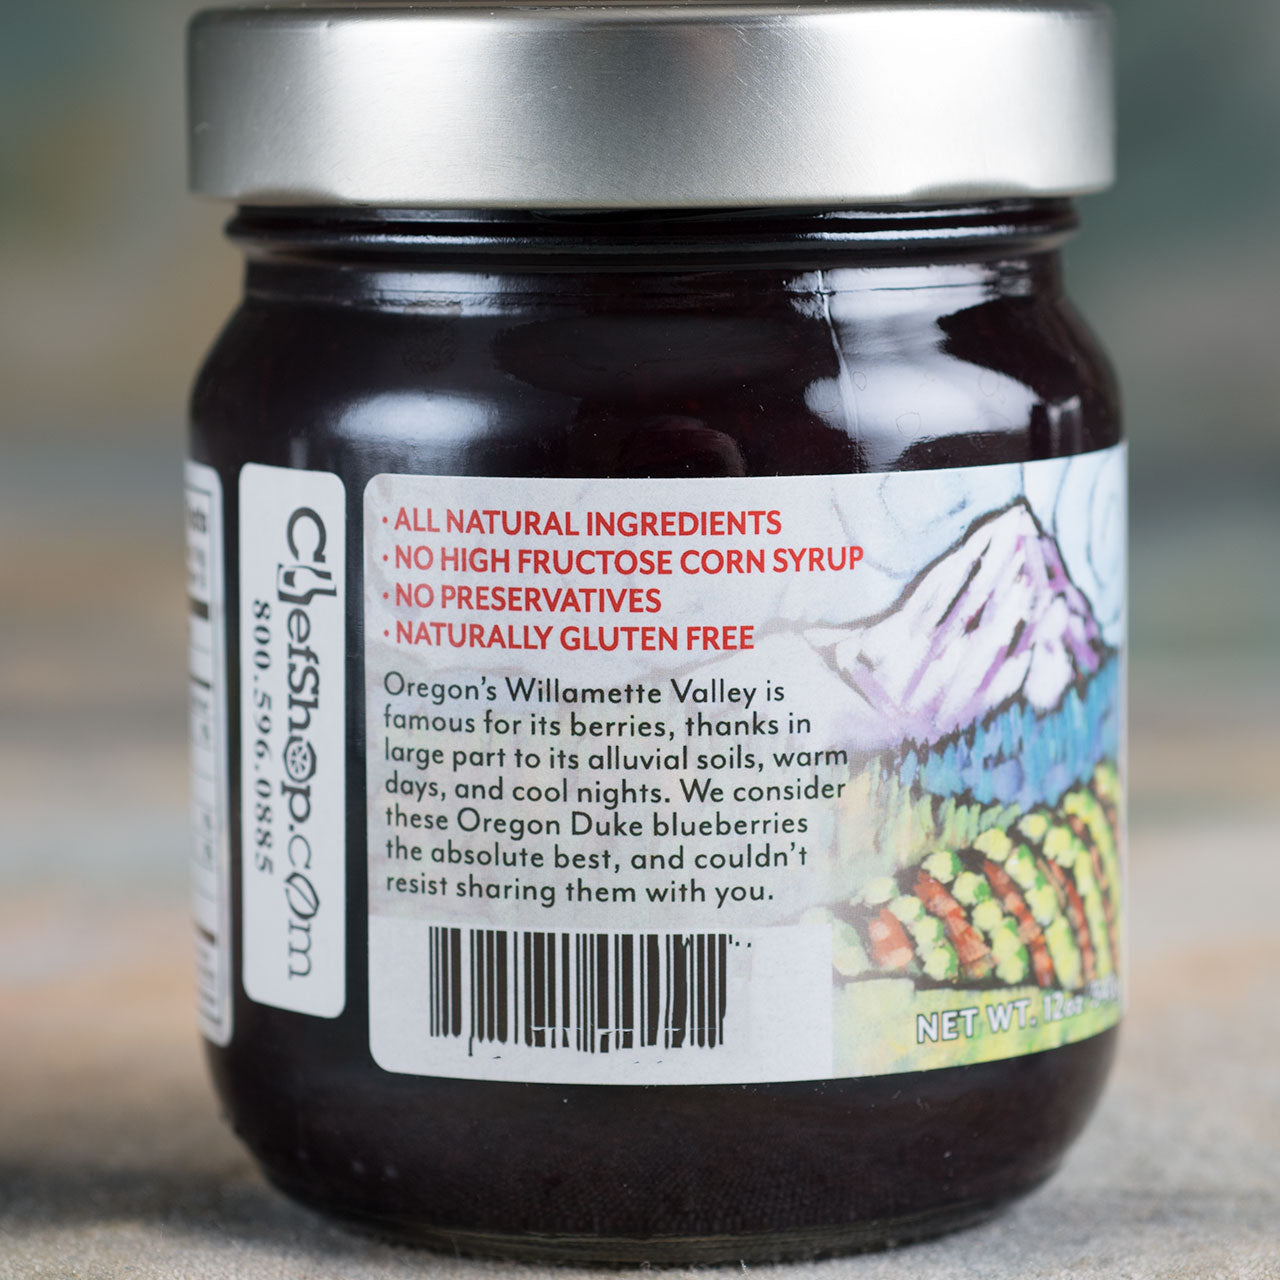 ChefShop.com
800.596.0885
• ALL NATURAL INGREDIENTS
• NO HIGH FRUCTOSE CORN SYRUP
• NO PRESERVATIVES
• NATURALLY GLUTEN FREE
Oregon's Willamette Valley is
famous for its berries, thanks in
large part to its alluvial soils, warm
days, and cool nights. We consider
these Oregon Duke blueberries
the absolute best, and couldn't
resist sharing them with you.
NET WT. 12oz